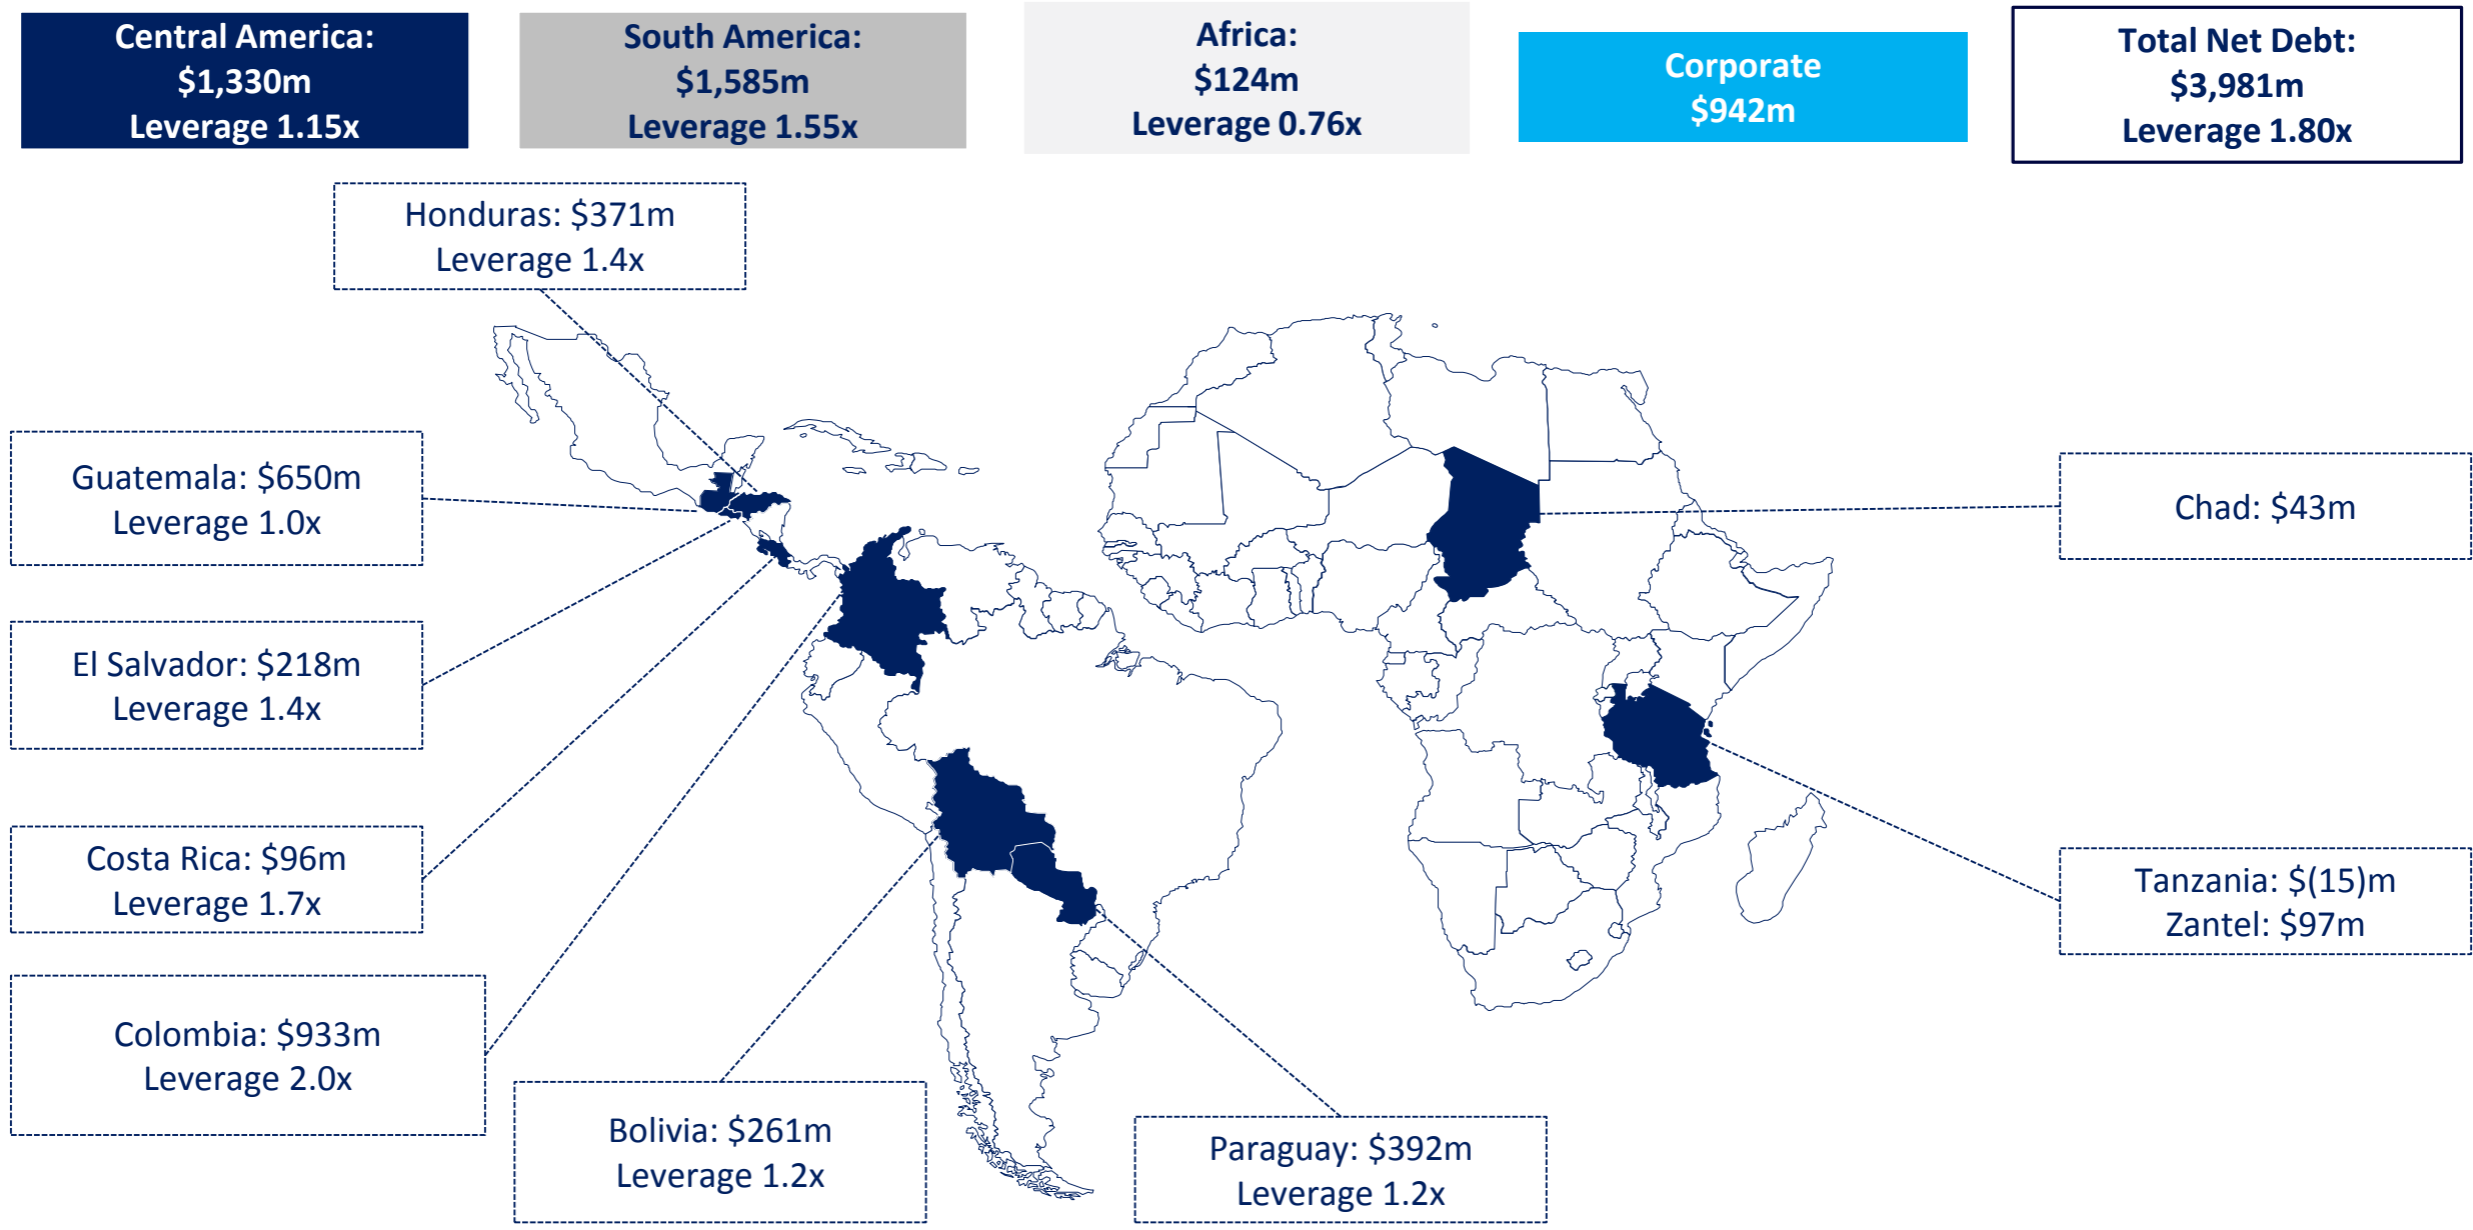 Central America:
$1,330m
Leverage 1.15x
South America:
$1,585m
Leverage 1.55x
Africa:
$124m
Leverage 0.76x
Corporate
$942m
Total Net Debt:
$3,981m
Leverage 1.80x
Honduras: $371m
Leverage 1.4x
Guatemala: $650m
Leverage 1.0x
El Salvador: $218m
Leverage 1.4x
Costa Rica: $96m
Leverage 1.7x
Colombia: $933m
Leverage 2.0x
Bolivia: $261m
Leverage 1.2x
Paraguay: $392m
Leverage 1.2x
Chad: $43m
Tanzania: $(15)m
Zantel: $97m